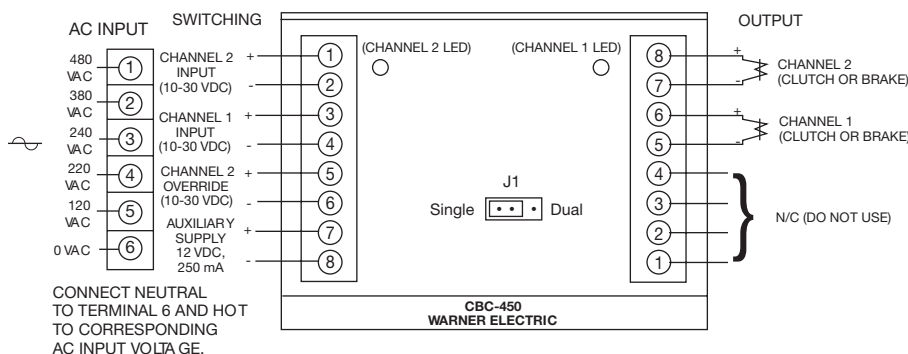 AC INPUT
480
VAC
1
380
VAC
2
240
VAC
3
220
VAC
4
120
VAC
5
0 VAC
6
CONNECT NEUTRAL
TO TERMINAL 6 AND HOT
TO CORRESPONDING
AC INPUT VOLTAGE.
SWITCHING
CHANNEL 2
INPUT
(10-30 VDC)
+
-
CHANNEL 1
INPUT
(10-30 VDC)
+
-
CHANNEL 2
OVERRIDE
(10-30 VDC)
+
-
AUXILIARY
SUPPLY
12 VDC,
250 mA
+
-
1
2
3
4
5
6
7
8
(CHANNEL 2 LED)
(CHANNEL 1 LED)
J1
Single
Dual
CBC-450
WARNER ELECTRIC
8
7
6
5
4
3
2
1
OUTPUT
+
-
CHANNEL 2
(CLUTCH OR BRAKE)
+
-
CHANNEL 1
(CLUTCH OR BRAKE)
N/C (DO NOT USE)